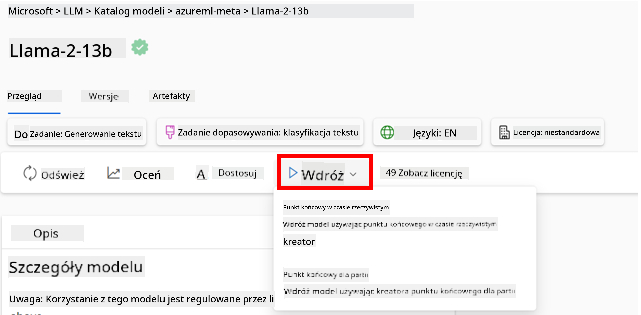 Microsoft > LLM > Katalog modeli > azureml-meta > Llama-2-13b
Llama-2-13b
Przegląd Wersje Artefakty
Do Zadanie: Generowanie tekstu Zadanie dopasowywania: klasyfikacja tekstu Języki: EN Licencja: niestandardowa
Odśwież Oceń A Dostosuj Wdróż 49 Zobacz licencję
Punkt końcowy w czasie rzeczywistym
Wdróż model używając punktu końcowego w czasie rzeczywistym
kreator
Punkt końcowy dla partii
Wdróż model używając kreatora punktu końcowego dla partii
Opis
Szczegóły modelu
Uwaga: Korzystanie z tego modelu jest regulowane przez li